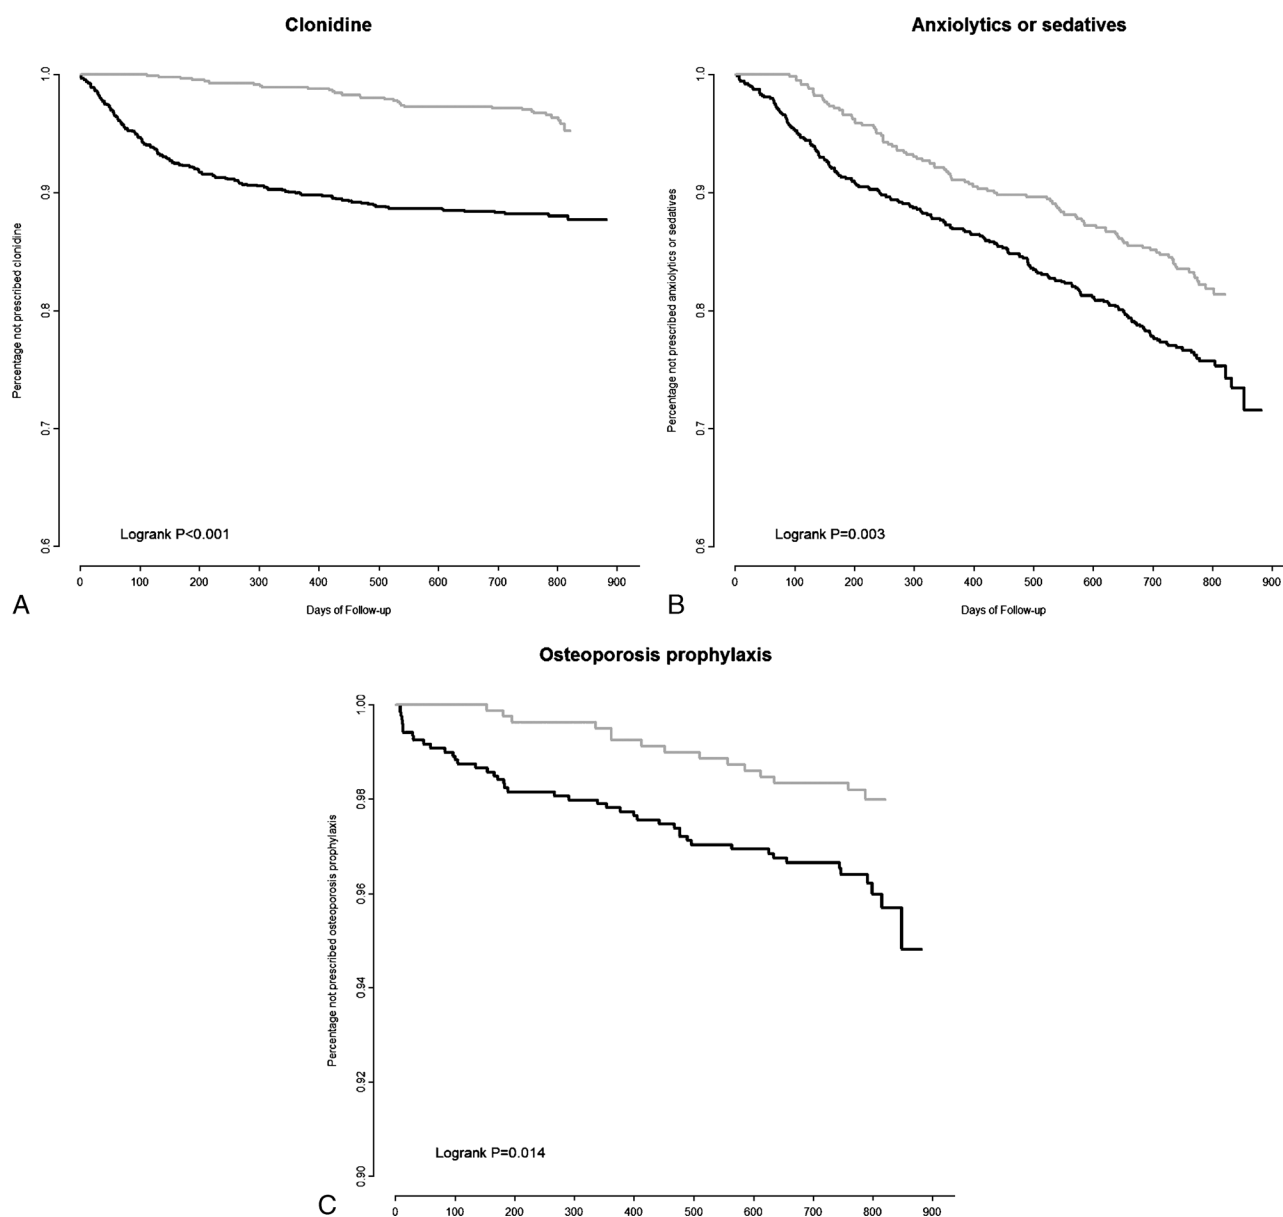 Clonidine
Percentage not prescribed clonidine
1.0
0.9
0.8
0.7
0.6
Logrank P<0.001
0 100 200 300 400 500 600 700 800 900
Days of Follow-up
A
Anxiolytics or sedatives
Percentage not prescribed anxiolytics or sedatives
1.0
0.9
0.8
0.7
0.6
Logrank P=0.003
0 100 200 300 400 500 600 700 800 900
Days of Follow-up
B
Osteoporosis prophylaxis
Percentage not prescribed osteoporosis prophylaxis
1.00
0.98
0.96
0.94
0.92
0.90
Logrank P=0.014
0 100 200 300 400 500 600 700 800 900
C